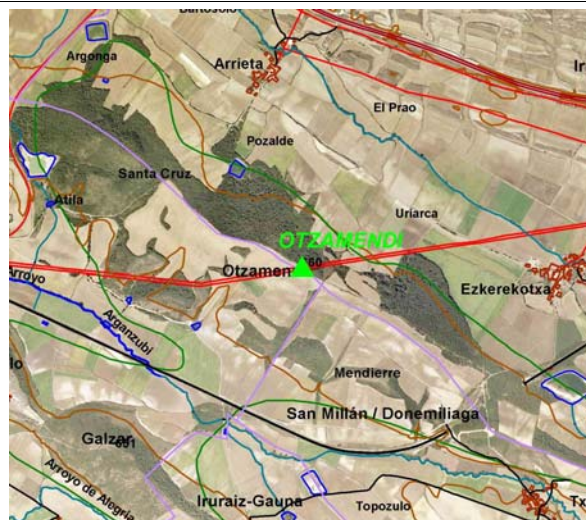 Argonga
Arrieta
El Prao
Pozalde
Santa Cruz
Atila
Uriarca
OTZAMENDI
Otzamen
Ezkerekotxa
Arroyo
Arganzubi
Mendierre
San Millán / Donemiliaga
Galzar
Arroyo de Alegría
Iruraiz-Gauna
Topozulo